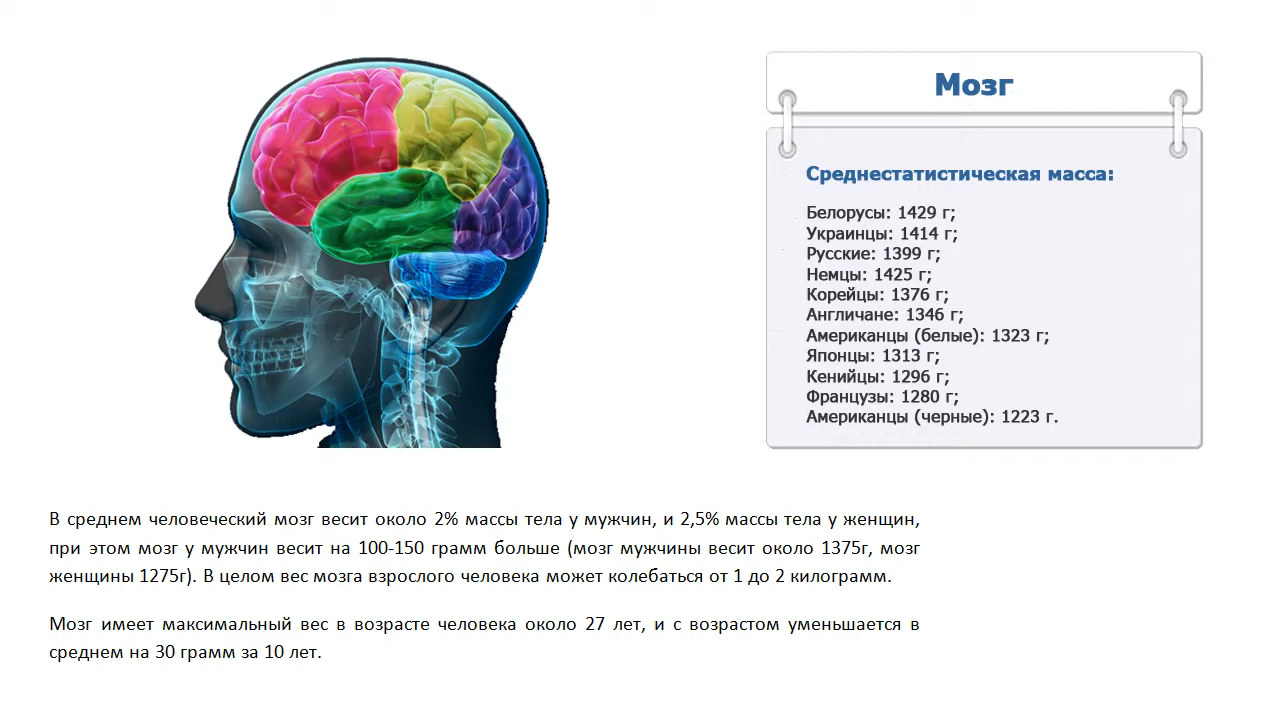 Мозг
Среднестатистическая масса:
Белорусы: 1429 г;
Украинцы: 1414 г;
Русские: 1399 г;
Немцы: 1425 г;
Корейцы: 1376 г;
Англичане: 1346 г;
Американцы (белые): 1323 г;
Японцы: 1313 г;
Кенийцы: 1296 г;
Французы: 1280 г;
Американцы (черные): 1223 г.
В среднем человеческий мозг весит около 2% массы тела у мужчин, и 2,5% массы тела у женщин,
при этом мозг у мужчин весит на 100-150 грамм больше (мозг мужчины весит около 1375г, мозг
женщины 1275г). В целом вес мозга взрослого человека может колебаться от 1 до 2 килограмм.
Мозг имеет максимальный вес в возрасте человека около 27 лет, и с возрастом уменьшается в
среднем на 30 грамм за 10 лет.